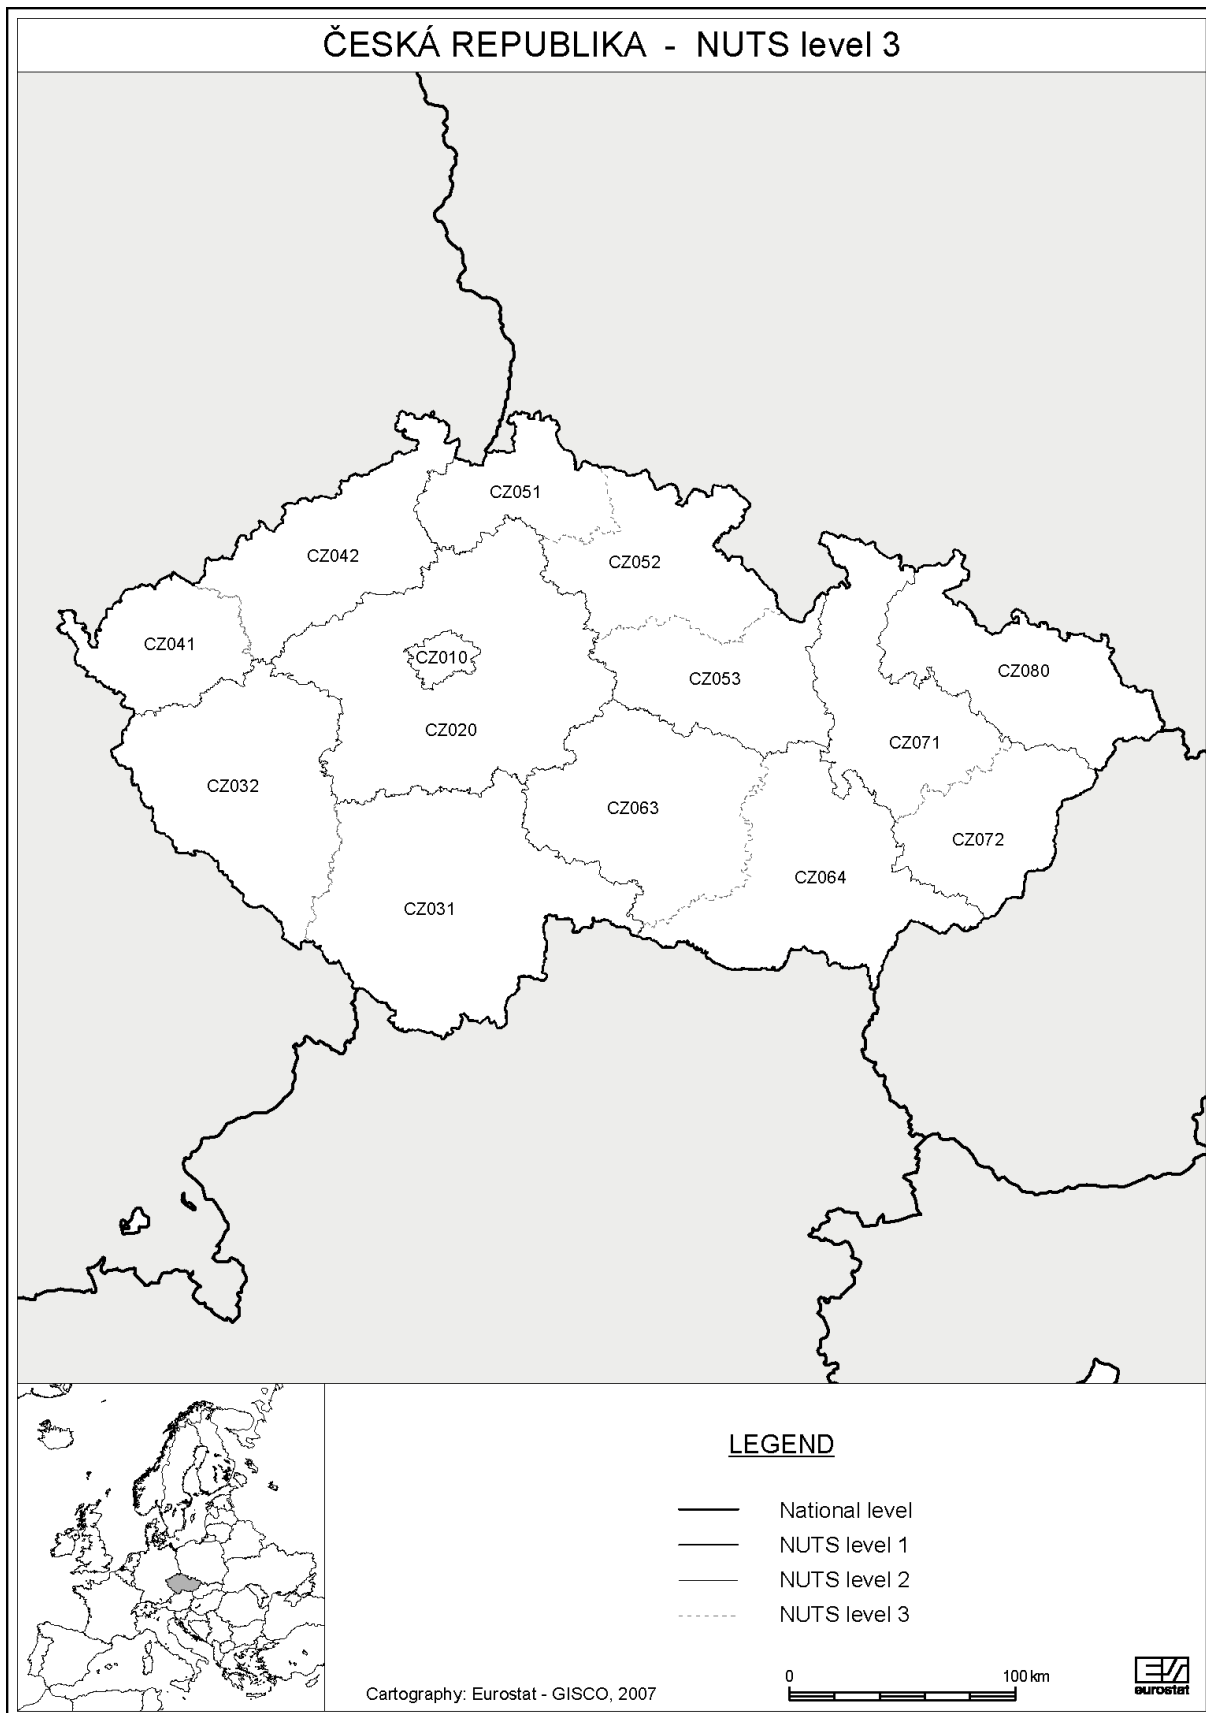 ČESKÁ REPUBLIKA - NUTS level 3
CZ051
CZ042
CZ052
CZ041
CZ010
CZ053
CZ080
CZ020
CZ071
CZ032
CZ063
CZ072
CZ064
CZ031
LEGEND
National level
NUTS level 1
NUTS level 2
NUTS level 3
0 100 km
Cartography: Eurostat - GISCO, 2007
eurostat